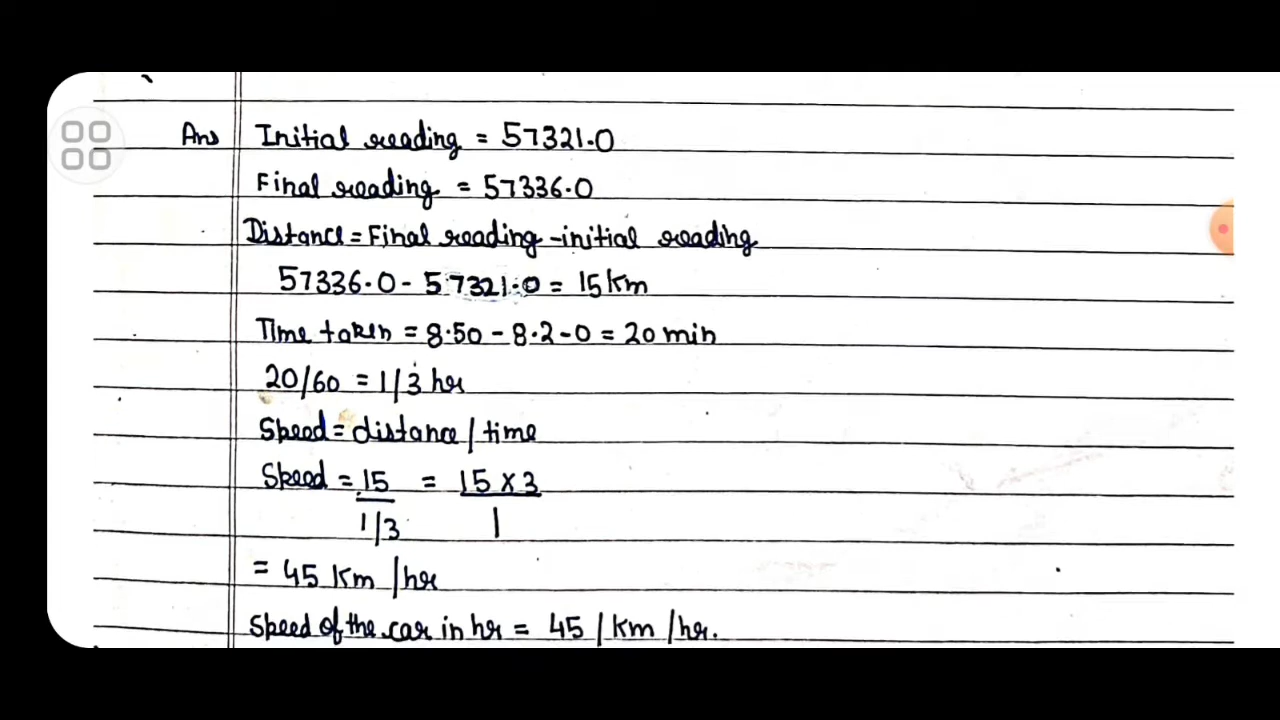 Ans Initial reading = 57321.0
Final reading = 57336.0
Distance = Final reading - initial reading
57336.0 - 57321.0 = 15 km
Time taken = 8.50 - 8.2-0 = 20 min
20/60 = 1/3 hr
Speed = distance / time
Speed = 15 = 15 x 3
1/3 1
= 45 Km /hr
Speed of the car in hr = 45 / km /hr.